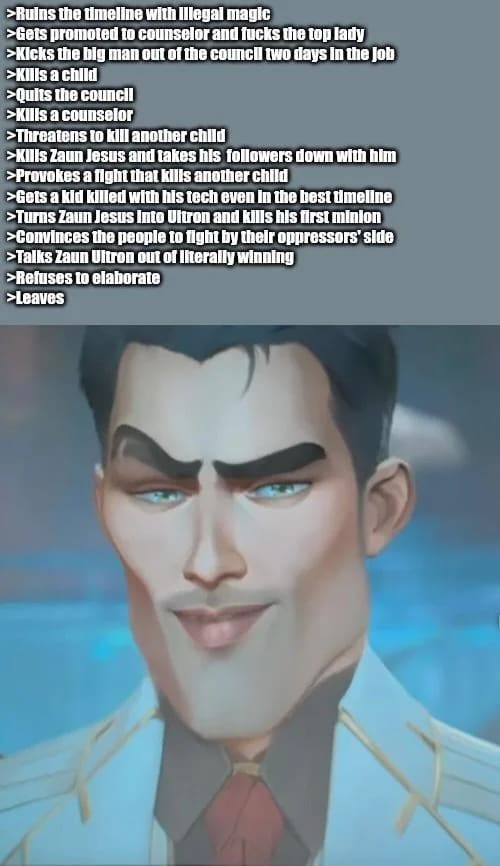 >Ruins the timeline with illegal magic
>Gets promoted to counselor and fucks the top lady
>Kicks the big man out of the council two days in the job
>Kills a child
>Quits the council
>Kills a counselor
>Threatens to kill another child
>Kills Zaun Jesus and takes his followers down with him
>Provokes a fight that kills another child
>Gets a kid killed with his tech even in the best timeline
>Turns Zaun Jesus into Ultron and kills his first minion
>Convinces the people to fight by their oppressors' side
>Talks Zaun Ultron out of literally winning
>Refuses to elaborate
>Leaves